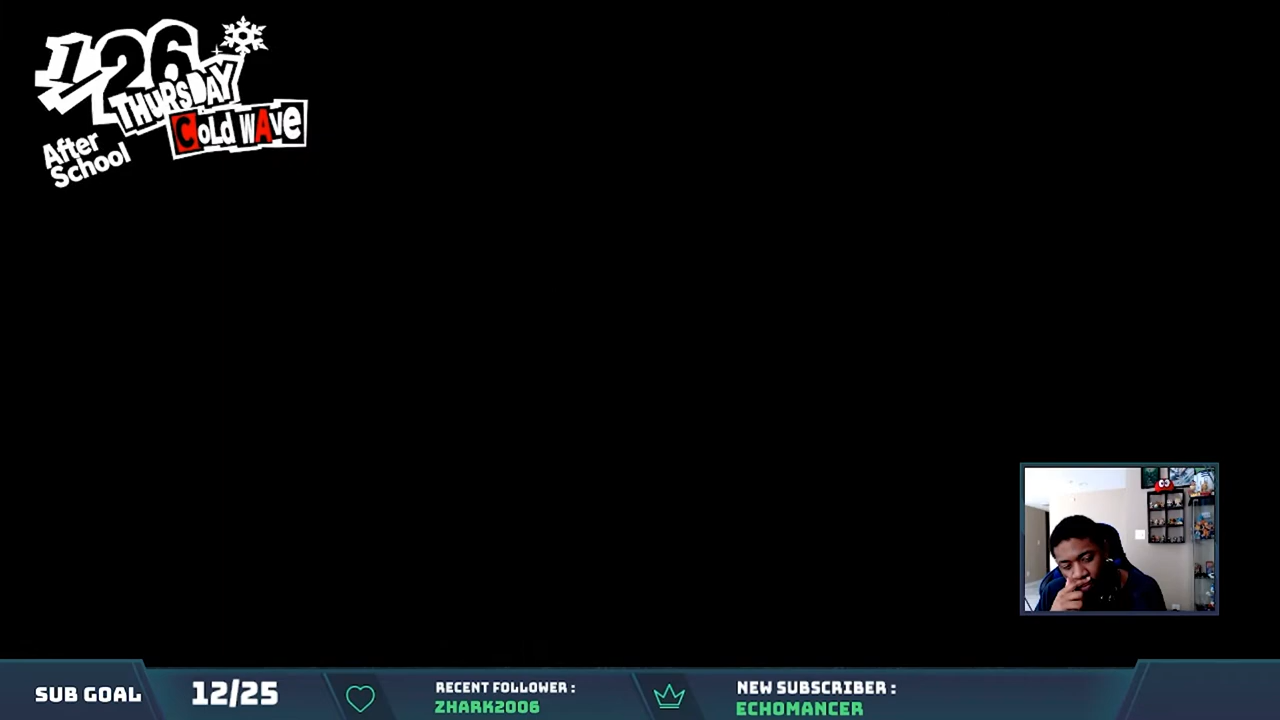 1/26
THURSDAY
Cold wAve
After
School
SUB GOAL
12/25
RECENT FOLLOWER :
ZHARK2006
NEW SUBSCRIBER :
ECHOMANCER